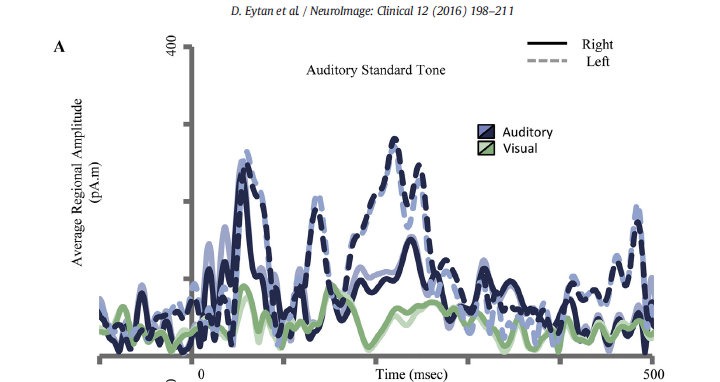 D. Eytan et al. / NeuroImage: Clinical 12 (2016) 198–211
A
400
Right
Left
Auditory Standard Tone
Auditory
Visual
Average Regional Amplitude
(pA.m)
0
Time (msec)
500